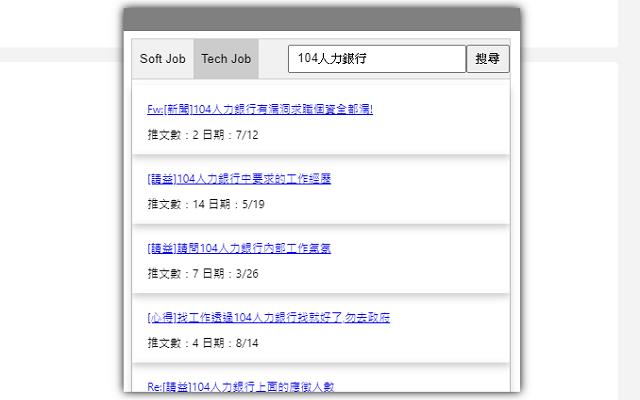 Soft Job Tech Job 104人力銀行 搜尋
Fw:[新聞]104人力銀行有漏洞求職個資全都漏!
推文數：2 日期：7/12
[請益]104人力銀行中要求的工作經歷
推文數：14 日期：5/19
[請益]請問104人力銀行內部工作氣氛
推文數：7 日期：3/26
[心得]找工作透過104人力銀行找就好了,勿去政府
推文數：4 日期：8/14
Re:[請益]104人力銀行上面的應徵人數